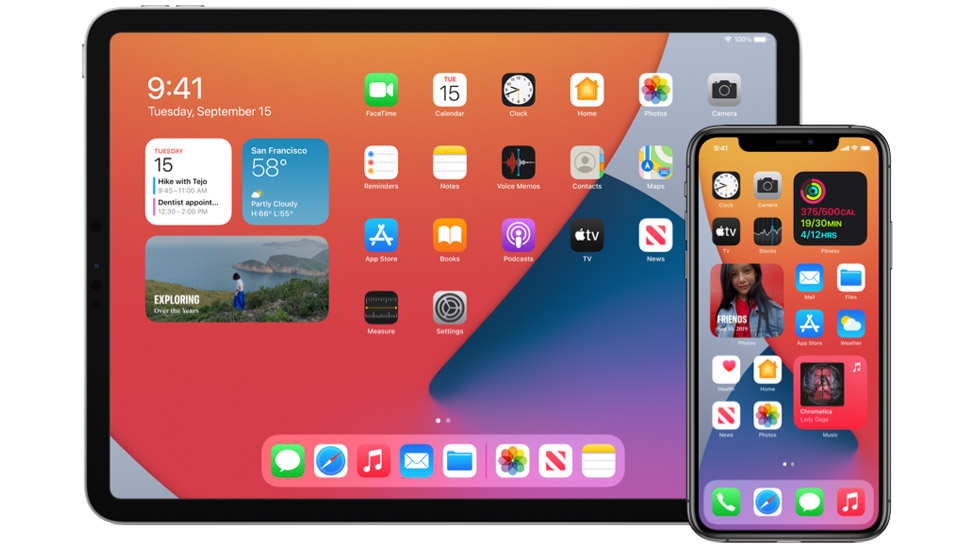 100%
9:41
Tuesday, September 15
FaceTime
TUE
15
Calendar
Clock
Home
Photos
Camera
TUESDAY
15
Hike with Tejo
9:45 – 11:00 AM
Dentist appoint...
12:30 – 2:00 PM
San Francisco
58°
Partly Cloudy
H:66° L:55°
Reminders
Notes
Voice Memos
Contacts
Maps
App Store
Books
Podcasts
tv
TV
News
EXPLORING
Over the Years
Measure
Settings
9:41
Clock
Camera
375/500CAL
19/30MIN
4/12HRS
Fitness
tv
TV
Stocks
FRIENDS
Sep 10, 2019
Photos
Mail
Files
App Store
Weather
Health
Home
Chromatica
Lady Gaga
Music
News
Photos